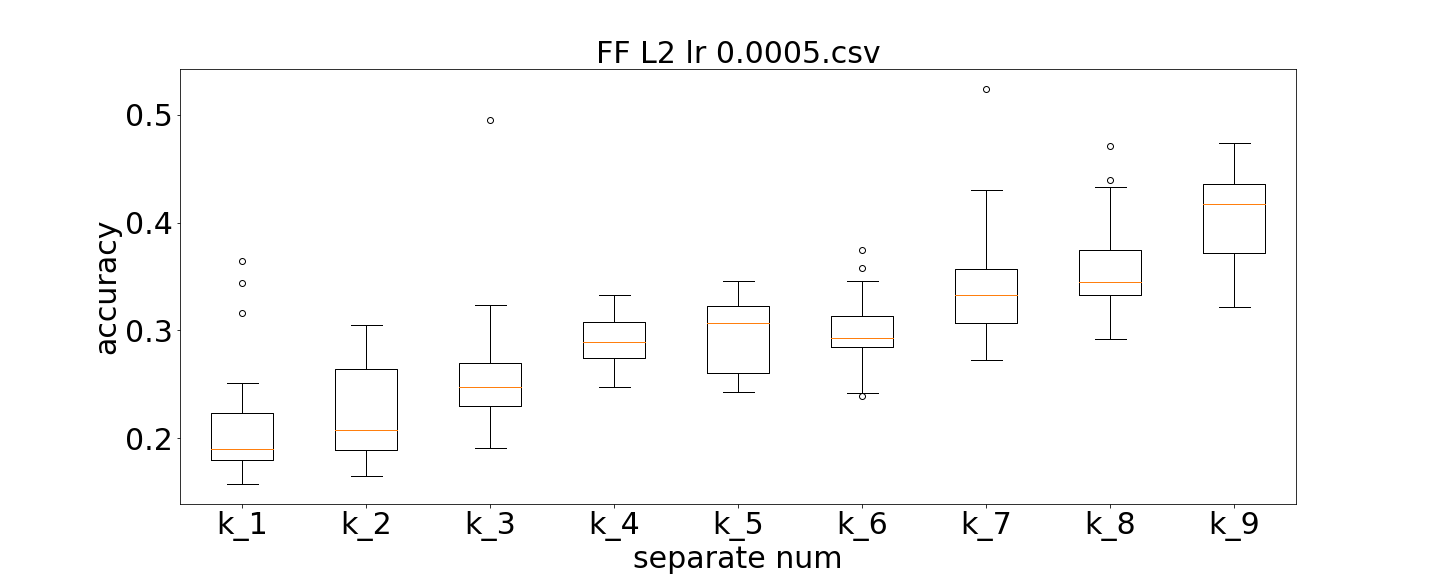 FF L2 lr 0.0005.csv
0.5
0.4
0.3
0.2
accuracy
k_1 k_2 k_3 k_4 k_5 k_6 k_7 k_8 k_9
separate num